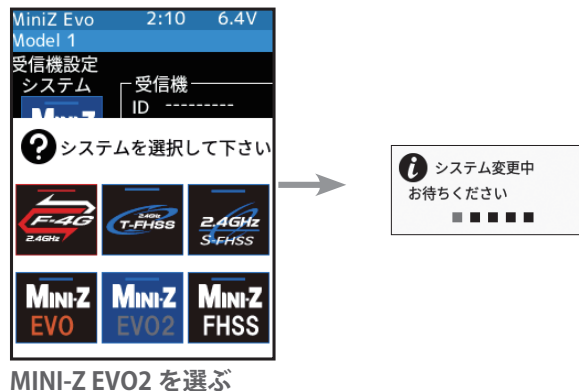 MiniZ Evo 2:10 6.4V
Model 1
受信機設定
システム 受信機
ID ---------
MINI-Z
?システムを選択して下さい
F-4G
2.4GHz
2.4GHz
T-FHSS
2.4GHz
S-FHSS
MINI-Z
EVO
MINI-Z
EVO2
MINI-Z
FHSS
i システム変更中
お待ちください
MINI-Z EVO2 を選ぶ